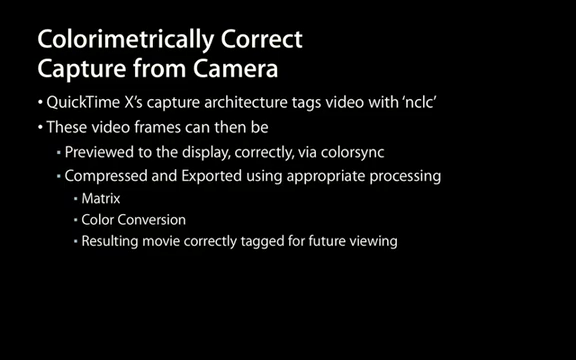 Colorimetrically Correct
Capture from Camera
• QuickTime X's capture architecture tags video with 'nclc'
• These video frames can then be
▪ Previewed to the display, correctly, via colorsync
▪ Compressed and Exported using appropriate processing
▪ Matrix
▪ Color Conversion
▪ Resulting movie correctly tagged for future viewing